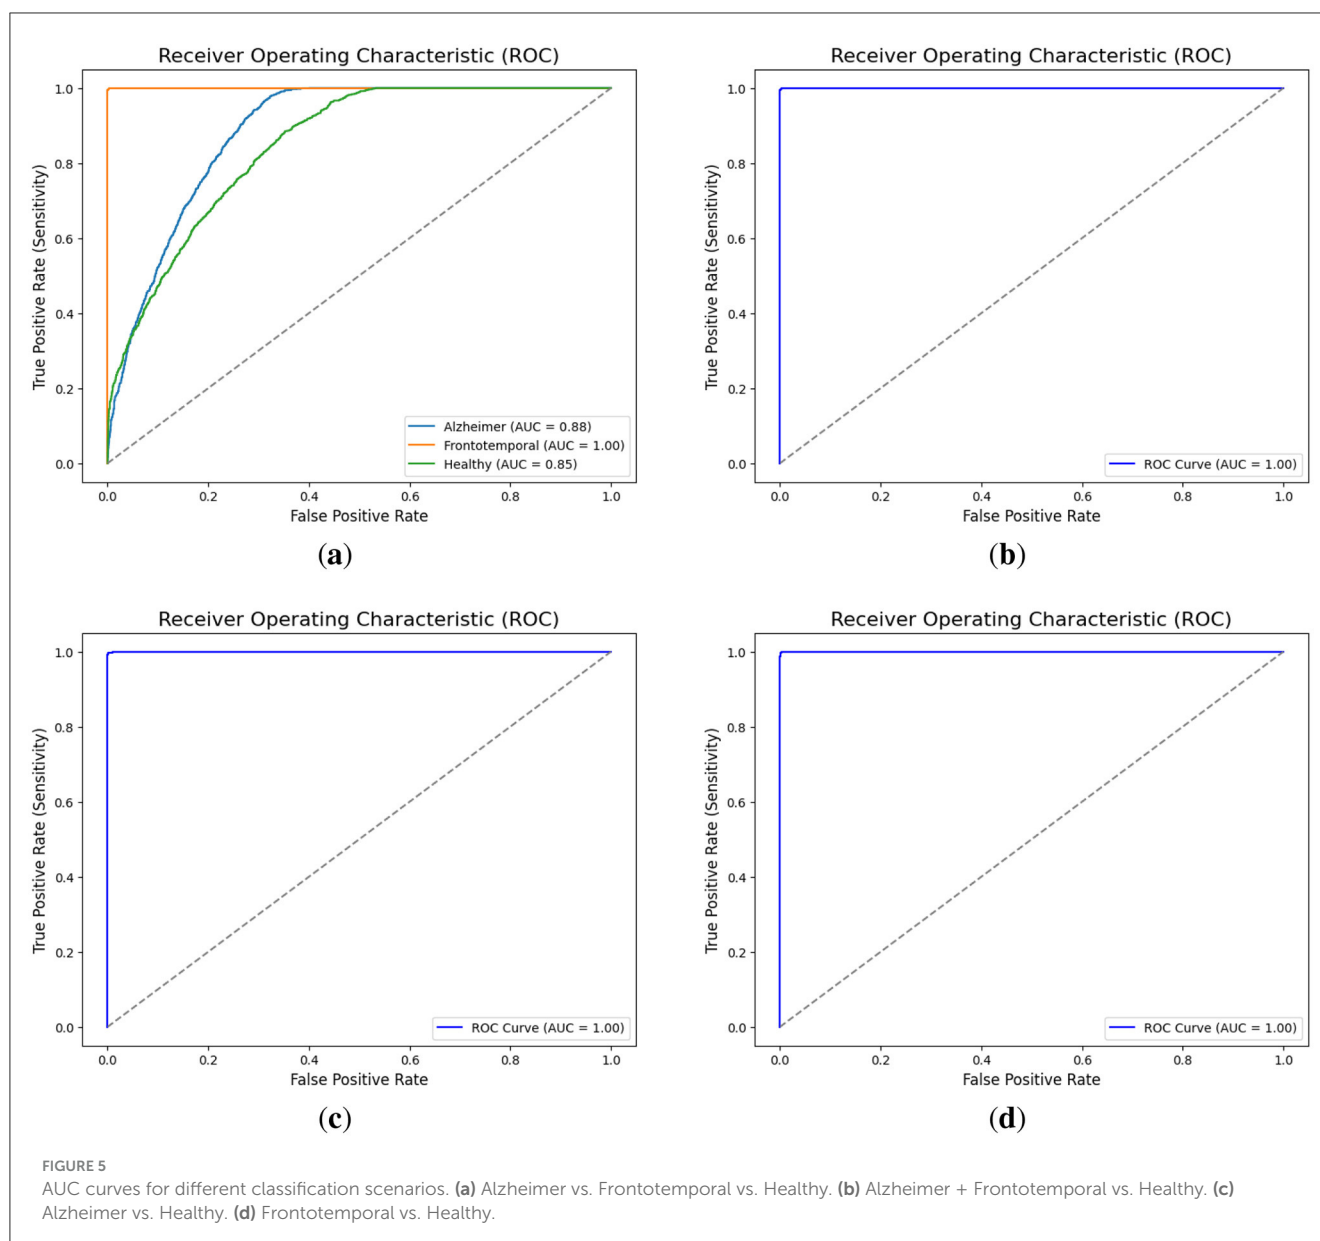 Receiver Operating Characteristic (ROC)
True Positive Rate (Sensitivity)
1.0
0.8
0.6
0.4
0.2
0.0
Alzheimer (AUC = 0.88)
Frontotemporal (AUC = 1.00)
Healthy (AUC = 0.85)
0.0 0.2 0.4 0.6 0.8 1.0
False Positive Rate
(a)
Receiver Operating Characteristic (ROC)
True Positive Rate (Sensitivity)
1.0
0.8
0.6
0.4
0.2
0.0
ROC Curve (AUC = 1.00)
0.0 0.2 0.4 0.6 0.8 1.0
False Positive Rate
(b)
Receiver Operating Characteristic (ROC)
True Positive Rate (Sensitivity)
1.0
0.8
0.6
0.4
0.2
0.0
ROC Curve (AUC = 1.00)
0.0 0.2 0.4 0.6 0.8 1.0
False Positive Rate
(c)
Receiver Operating Characteristic (ROC)
True Positive Rate (Sensitivity)
1.0
0.8
0.6
0.4
0.2
0.0
ROC Curve (AUC = 1.00)
0.0 0.2 0.4 0.6 0.8 1.0
False Positive Rate
(d)
FIGURE 5
AUC curves for different classification scenarios. (a) Alzheimer vs. Frontotemporal vs. Healthy. (b) Alzheimer + Frontotemporal vs. Healthy. (c)
Alzheimer vs. Healthy. (d) Frontotemporal vs. Healthy.